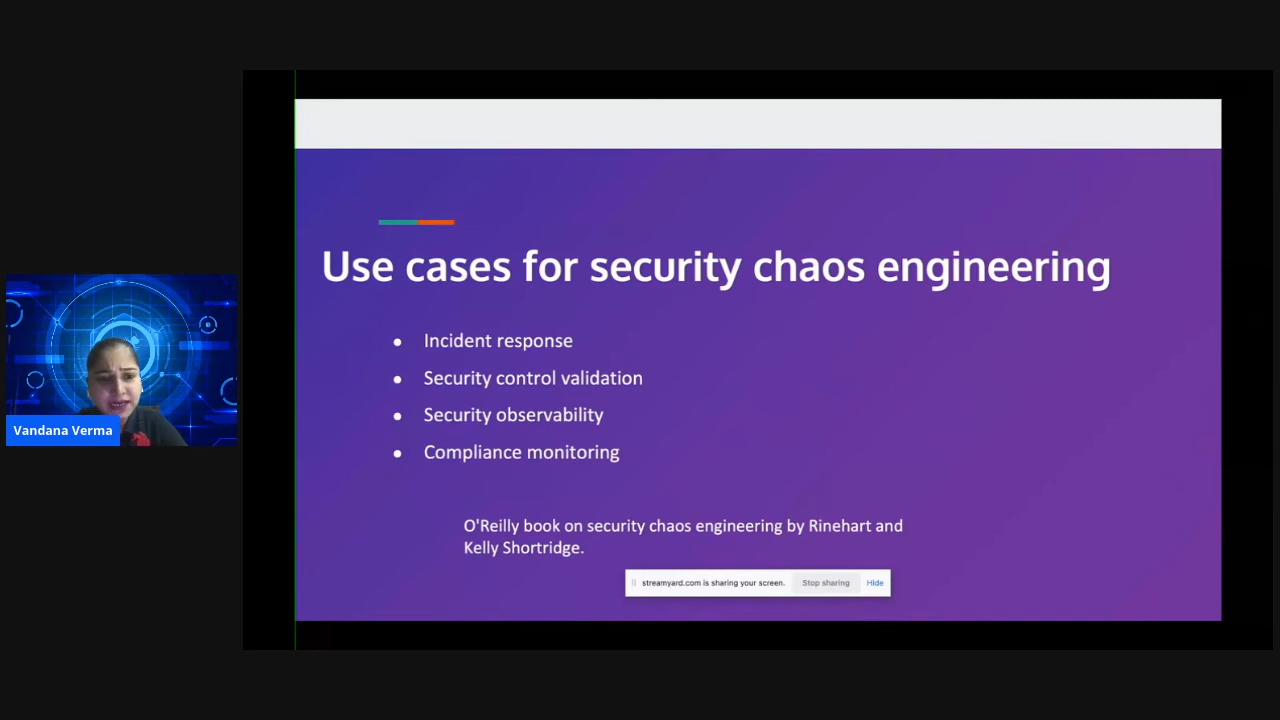 Use cases for security chaos engineering
● Incident response
● Security control validation
● Security observability
● Compliance monitoring
O'Reilly book on security chaos engineering by Rinehart and
Kelly Shortridge.
streamyard.com is sharing your screen. Stop sharing Hide
Vandana Verma